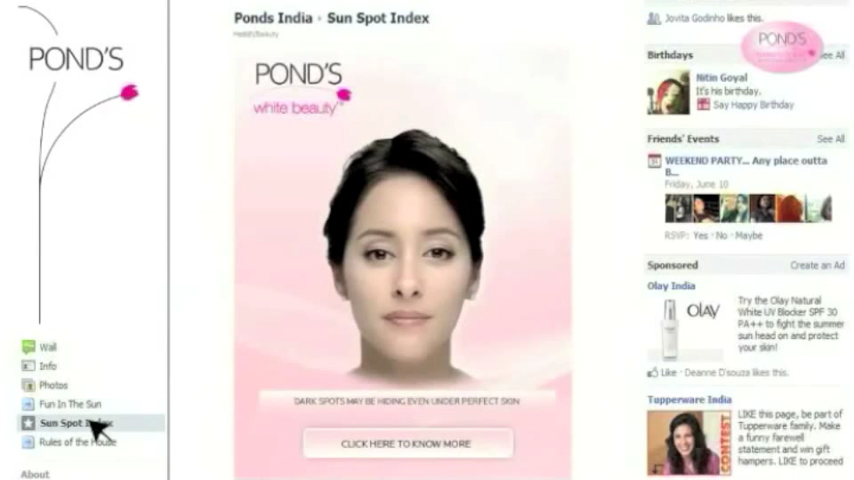 POND'S
Wall
Info
Photos
Fun In The Sun
Sun Spot Index
Rules of the House
About
Ponds India · Sun Spot Index
Health/Beauty
POND'S
white beauty™
DARK SPOTS MAY BE HIDING EVEN UNDER PERFECT SKIN
CLICK HERE TO KNOW MORE
Jovita Godinho likes this.
POND'S
Birthdays
See All
Nitin Goyal
It's his birthday.
Say Happy Birthday
Friends' Events
See All
WEEKEND PARTY... Any place outta
B...
Friday, June 10
RSVP: Yes · No · Maybe
Sponsored
Create an Ad
Olay India
OLAY
Try the Olay Natural
White UV Blocker SPF 30
PA++ to fight the summer
sun head on and protect
your skin!
Like · Deanne D'souza likes this.
Tupperware India
CONTEST
LIKE this page, be part of
Tupperware family. Make
a funny farewell
statement and win gift
hampers. LIKE to proceed